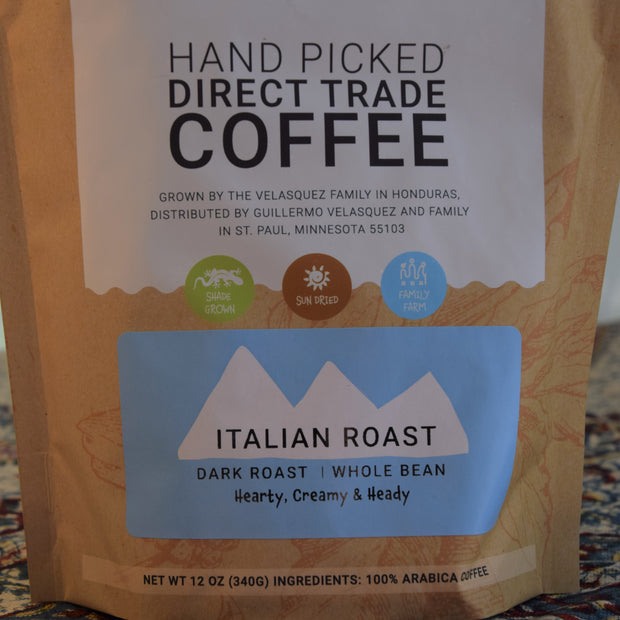 HAND PICKED
DIRECT TRADE
COFFEE
GROWN BY THE VELASQUEZ FAMILY IN HONDURAS,
DISTRIBUTED BY GUILLERMO VELASQUEZ AND FAMILY
IN ST. PAUL, MINNESOTA 55103
SHADE
GROWN
SUN DRIED
FAMILY
FARM
ITALIAN ROAST
DARK ROAST | WHOLE BEAN
Hearty, Creamy & Heady
NET WT 12 OZ (340G) INGREDIENTS: 100% ARABICA COFFEE